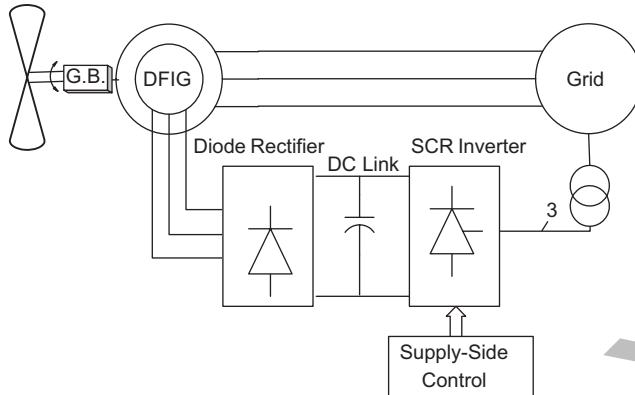 G.B.
DFIG
Grid
Diode Rectifier
SCR Inverter
DC Link
3
Supply-Side
Control